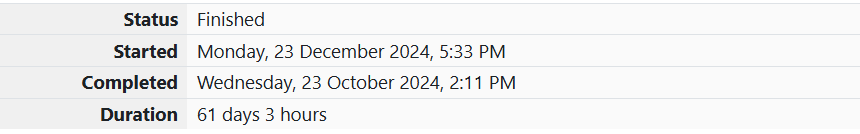 Status Finished
Started Monday, 23 December 2024, 5:33 PM
Completed Wednesday, 23 October 2024, 2:11 PM
Duration 61 days 3 hours